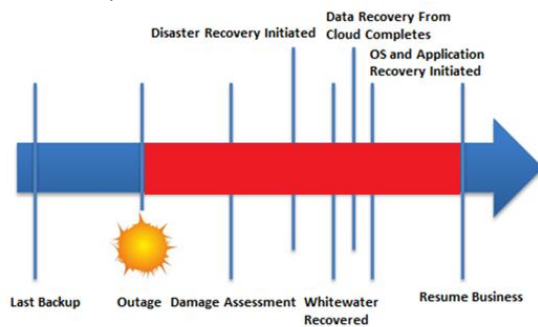 Disaster Recovery Initiated
Data Recovery From
Cloud Completes
OS and Application
Recovery Initiated
Last Backup
Outage
Damage Assessment
Whitewater
Recovered
Resume Business